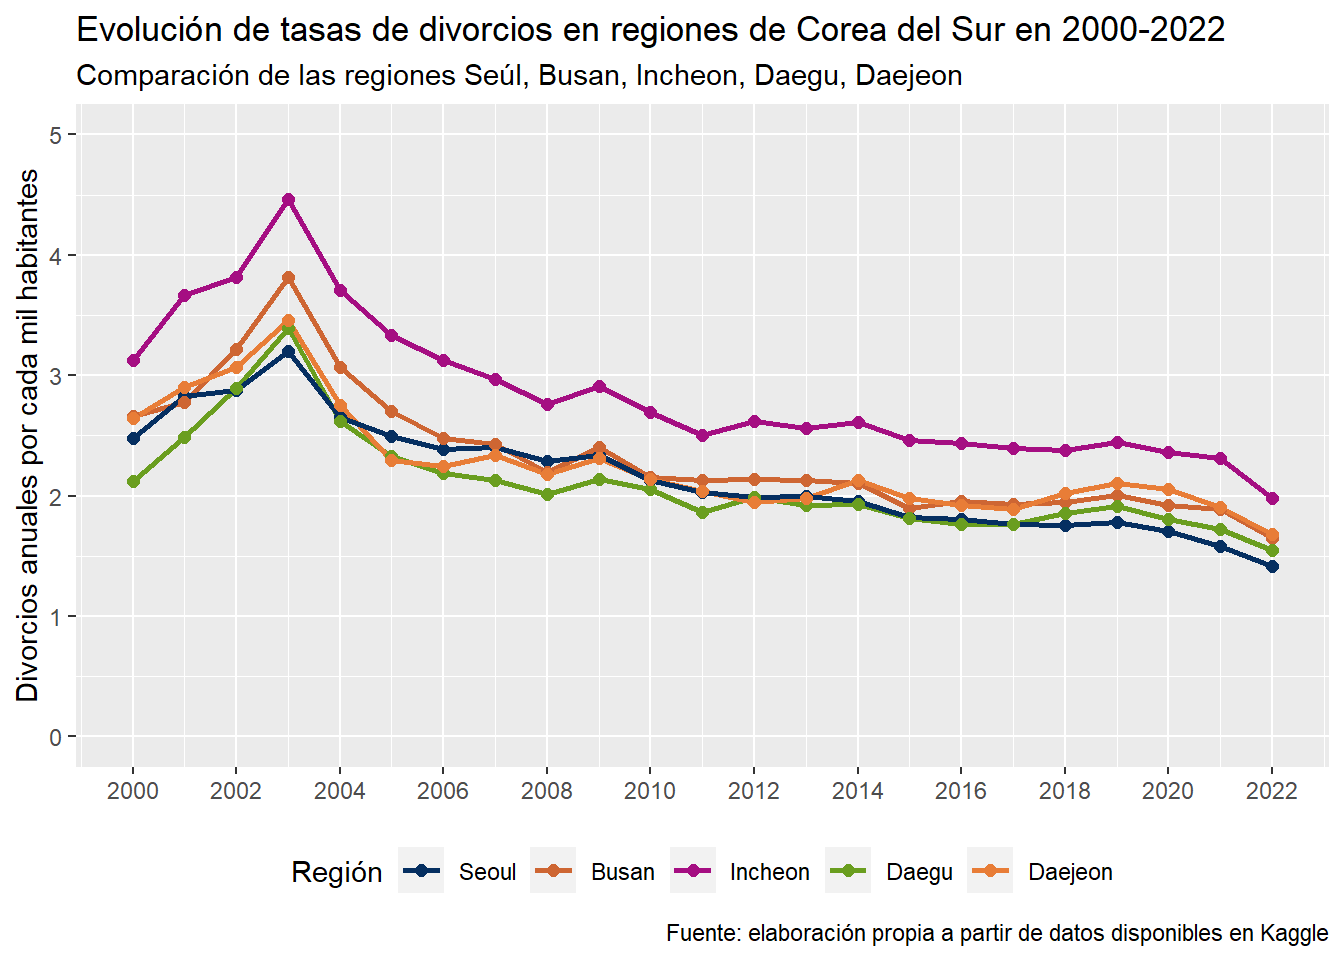 Evolución de tasas de divorcios en regiones de Corea del Sur en 2000-2022
Comparación de las regiones Seúl, Busan, Incheon, Daegu, Daejeon
Divorcios anuales por cada mil habitantes
5
4
3
2
1
0
2000 2002 2004 2006 2008 2010 2012 2014 2016 2018 2020 2022
Región Seoul Busan Incheon Daegu Daejeon
Fuente: elaboración propia a partir de datos disponibles en Kaggle